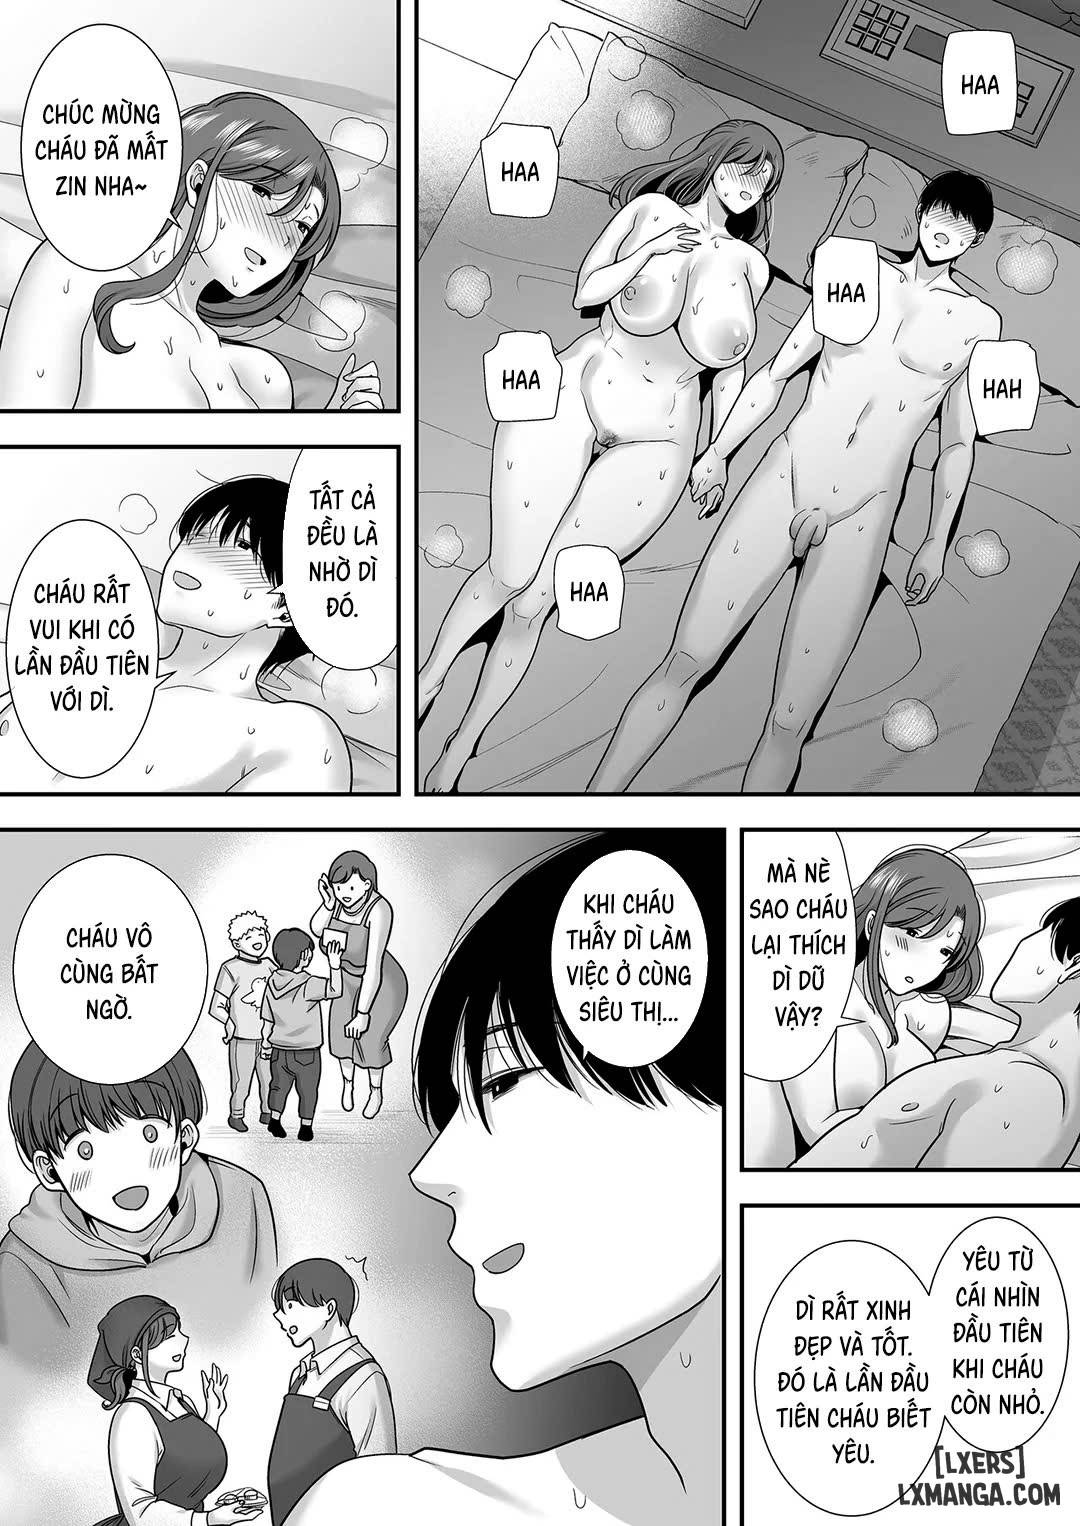 HAA
HAA
HAA
HAA
HAH
HAA
CHÚC MỪNG
CHÁU ĐÃ MẤT
ZIN NHA~
TẤT CẢ
ĐỀU LÀ
NHỜ DÌ
ĐÓ.
CHÁU RẤT
VUI KHI CÓ
LẦN ĐẦU TIÊN
VỚI DÌ.
MÀ NÈ
SAO CHÁU
LẠI THÍCH
DÌ DỮ
VẬY?
YÊU TỪ
CÁI NHÌN
ĐẦU TIÊN
KHI CHÁU
CÒN NHỎ.
DÌ RẤT XINH
ĐẸP VÀ TỐT.
ĐÓ LÀ LẦN ĐẦU
TIÊN CHÁU BIẾT
YÊU.
KHI CHÁU
THẤY DÌ LÀM
VIỆC Ở CÙNG
SIÊU THỊ...
CHÁU VÔ
CÙNG BẤT
NGỜ.
[LXERS]
LXMANGA.COM